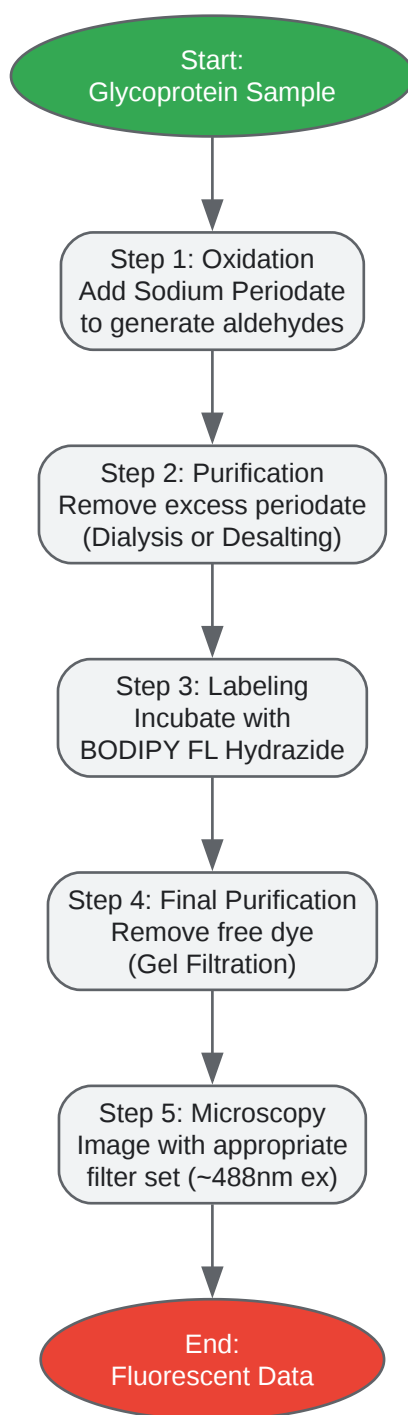 Start:
Glycoprotein Sample
Step 1: Oxidation
Add Sodium Periodate
to generate aldehydes
Step 2: Purification
Remove excess periodate
(Dialysis or Desalting)
Step 3: Labeling
Incubate with
BODIPY FL Hydrazide
Step 4: Final Purification
Remove free dye
(Gel Filtration)
Step 5: Microscopy
Image with appropriate
filter set (~488nm ex)
End:
Fluorescent Data